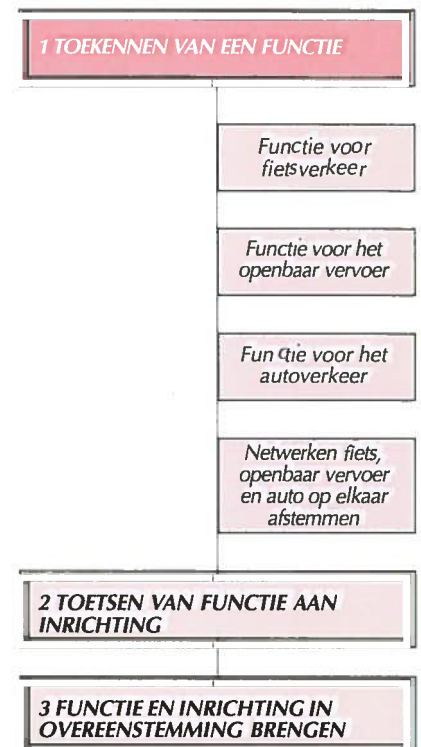 1 TOEKENNEN VAN EEN FUNCTIE
Functie voor
fietsverkeer
Functie voor het
openbaar vervoer
Functie voor het
autoverkeer
Netwerken fiets,
openbaar vervoer
en auto op elkaar
afstemmen
2 TOETSEN VAN FUNCTIE AAN
INRICHTING
3 FUNCTIE EN INRICHTING IN
OVEREENSTEMMING BRENGEN